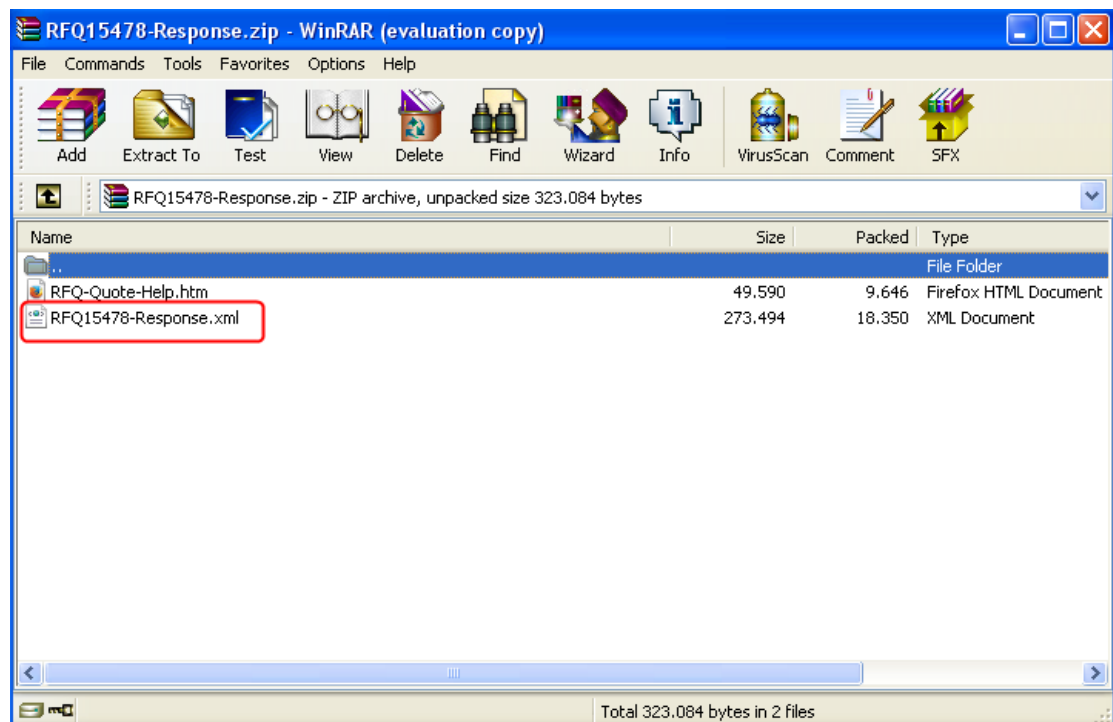 RFQ15478-Response.zip - WinRAR (evaluation copy)
File Commands Tools Favorites Options Help
Add Extract To Test View Delete Find Wizard Info VirusScan Comment SFX
RFQ15478-Response.zip - ZIP archive, unpacked size 323.084 bytes
Name Size Packed Type
.. File Folder
RFQ-Quote-Help.htm 49.590 9.646 Firefox HTML Document
RFQ15478-Response.xml 273.494 18.350 XML Document
Total 323.084 bytes in 2 files